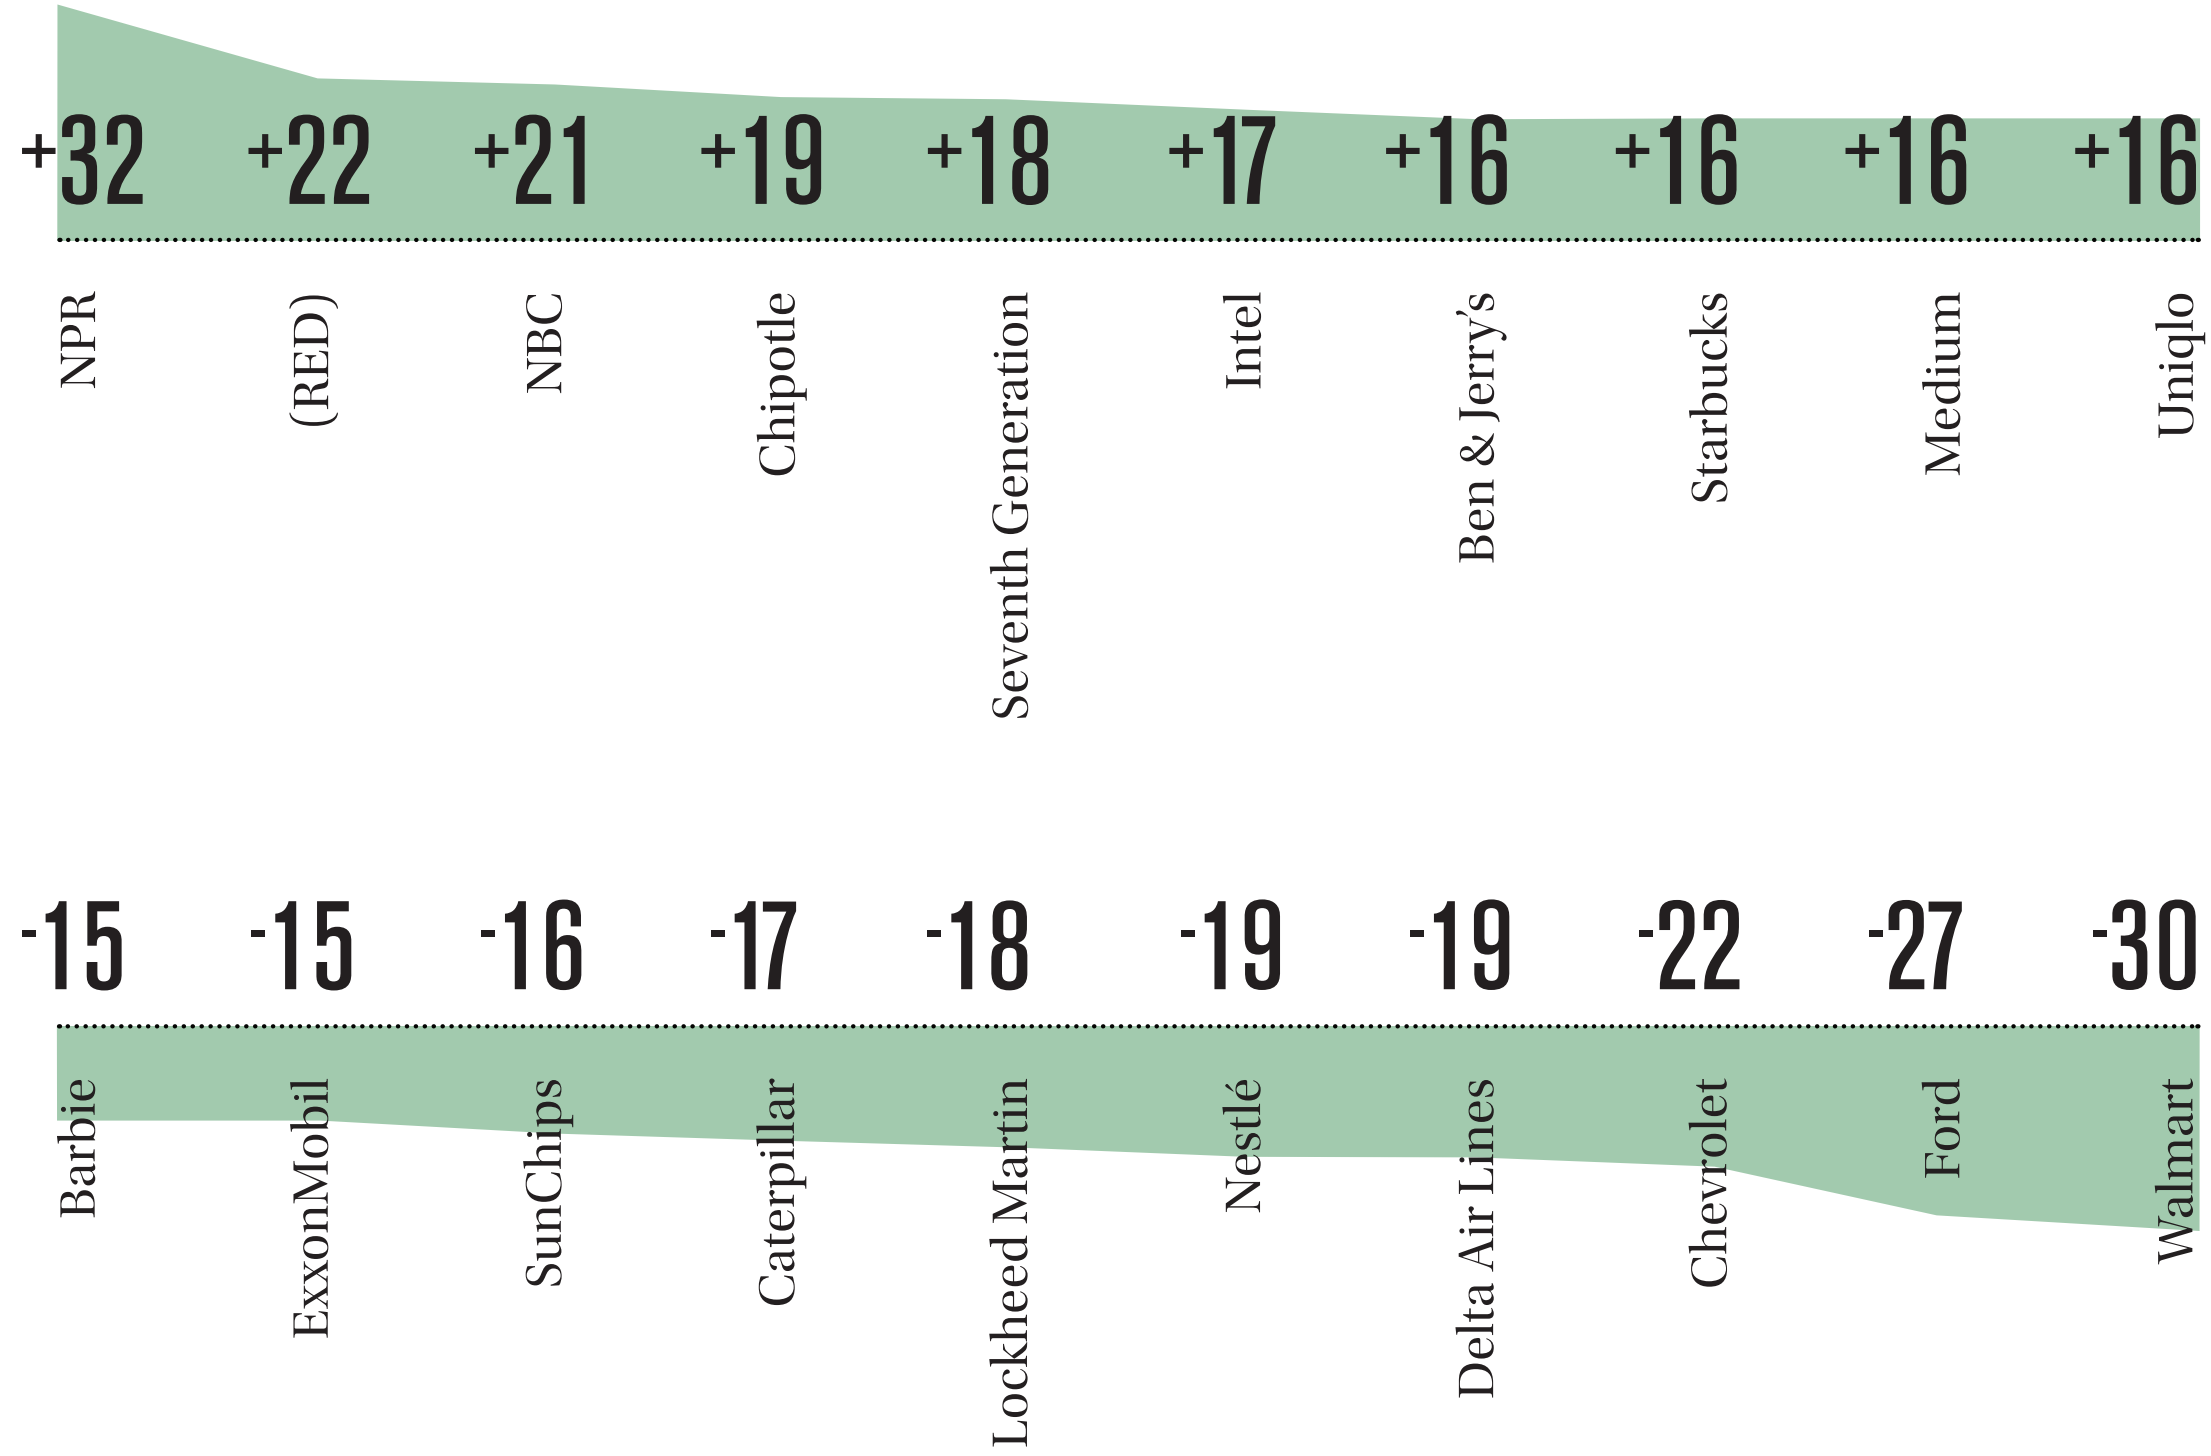 +32 +22 +21 +19 +18 +17 +16 +16 +16 +16
NPR
(RED)
NBC
Chipotle
Seventh Generation
Intel
Ben & Jerry’s
Starbucks
Medium
Uniqlo
-15 -15 -16 -17 -18 -19 -19 -22 -27 -30
Barbie
ExxonMobil
SunChips
Caterpillar
Lockheed Martin
Nestlé
Delta Air Lines
Chevrolet
Ford
Walmart